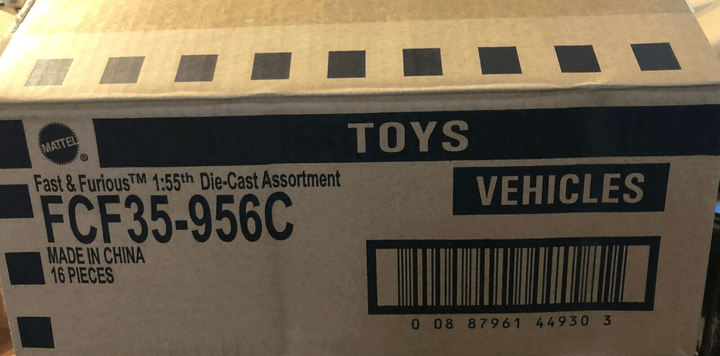 TOYS
MATTEL
®
Fast & Furious™ 1:55th Die-Cast Assortment
VEHICLES
FCF35-956C
MADE IN CHINA
16 PIECES
0 08 87961 44930 3